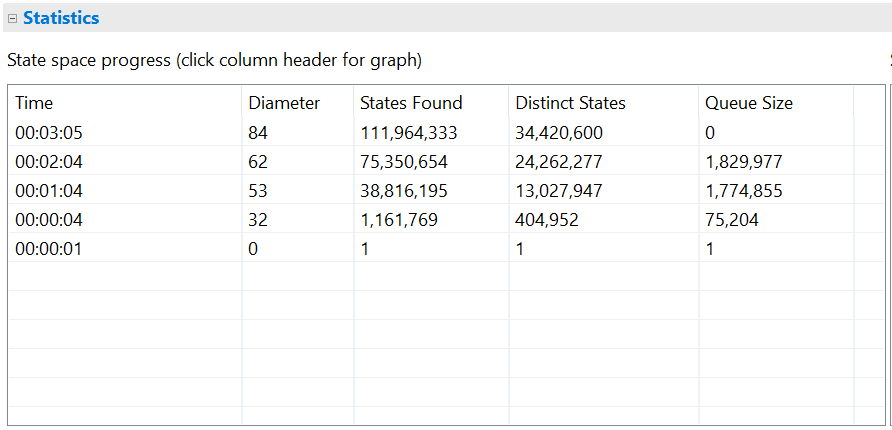 Statistics
State space progress (click column header for graph)
Time Diameter States Found Distinct States Queue Size
00:03:05 84 111,964,333 34,420,600 0
00:02:04 62 75,350,654 24,262,277 1,829,977
00:01:04 53 38,816,195 13,027,947 1,774,855
00:00:04 32 1,161,769 404,952 75,204
00:00:01 0 1 1 1